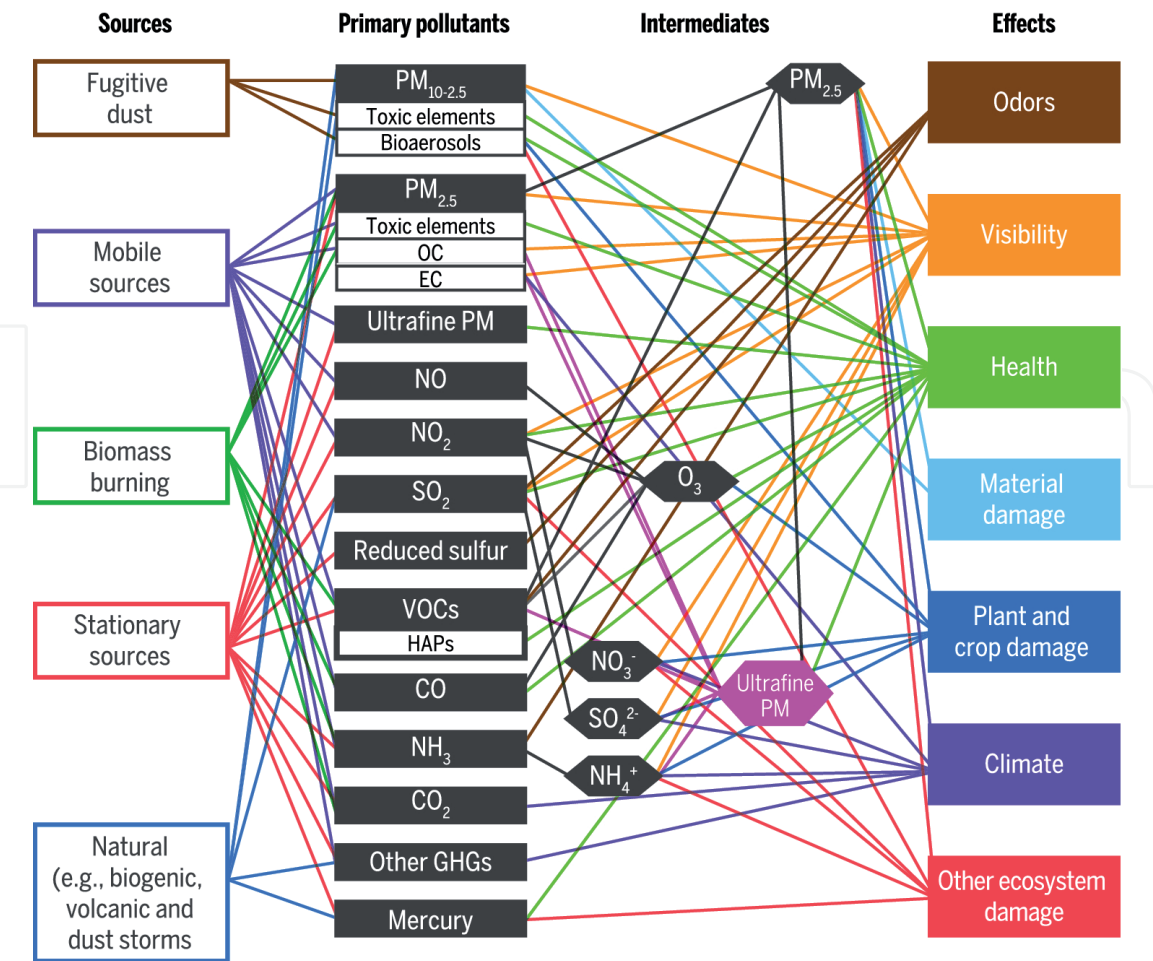 Sources
Primary pollutants
Intermediates
Effects
Fugitive
dust
Mobile
sources
Biomass
burning
Stationary
sources
Natural
(e.g., biogenic,
volcanic and
dust storms
PM10-2.5
Toxic elements
Bioaerosols
PM2.5
Toxic elements
OC
EC
Ultrafine PM
NO
NO2
SO2
Reduced sulfur
VOCs
HAPs
CO
NH3
CO2
Other GHGs
Mercury
PM2.5
O3
NO3-
SO42-
NH4+
Ultrafine
PM
Odors
Visibility
Health
Material
damage
Plant and
crop damage
Climate
Other ecosystem
damage